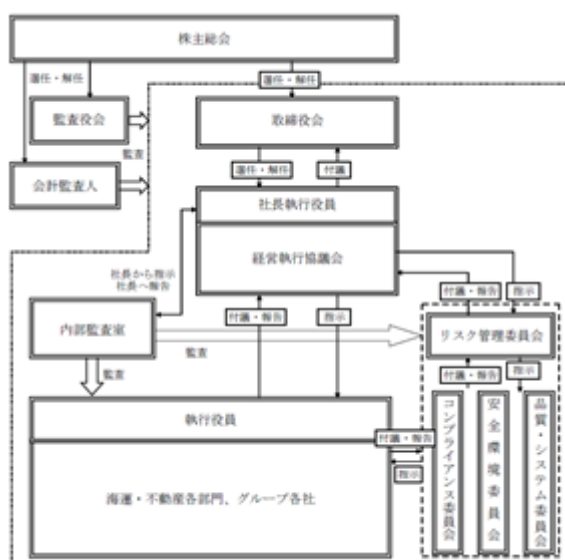 株主総会
選任・解任
選任・解任
監査役会
取締役会
監査
会計監査人
選任・解任
付議
社長執行役員
経営執行協議会
社長から指示
社長へ報告
付議・報告
指示
内部監査室
付議・報告
指示
リスク管理委員会
監査
監査
付議・報告
指示
執行役員
付議・報告
指示
海運・不動産各部門、グループ各社
コンプライアンス委員会
安全環境委員会
品質・システム委員会